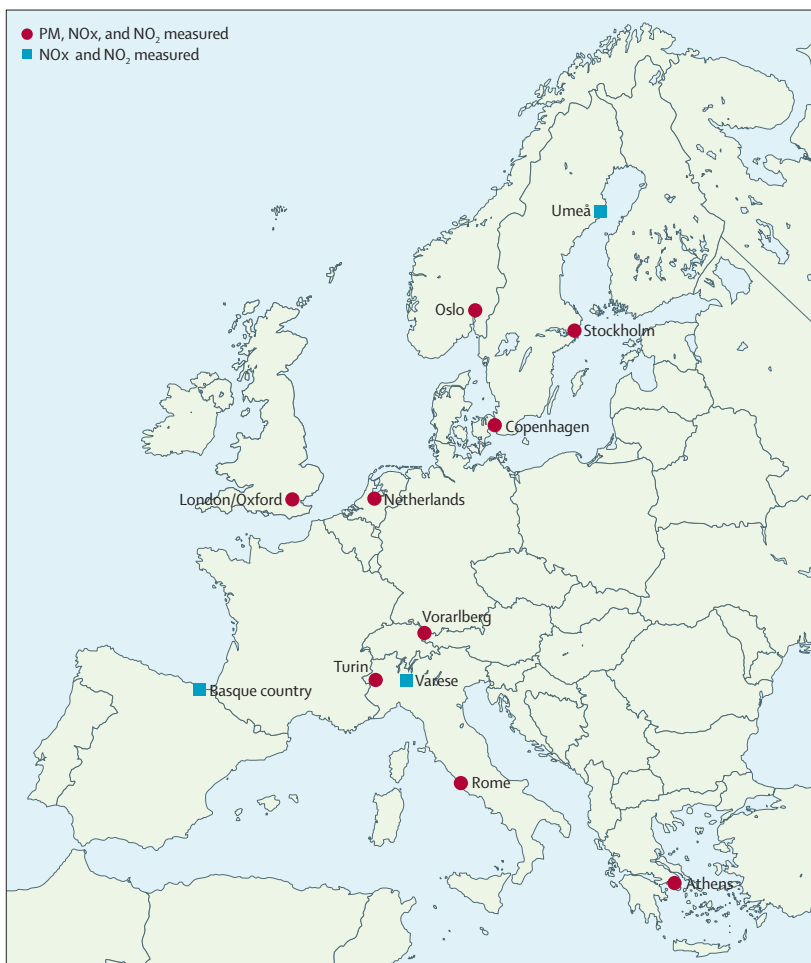 PM, NOx, and NO₂ measured
NOx and NO₂ measured
Umeå
Oslo
Stockholm
Copenhagen
London/Oxford
Netherlands
Vorarlberg
Turin
Varese
Basque country
Rome
Athens